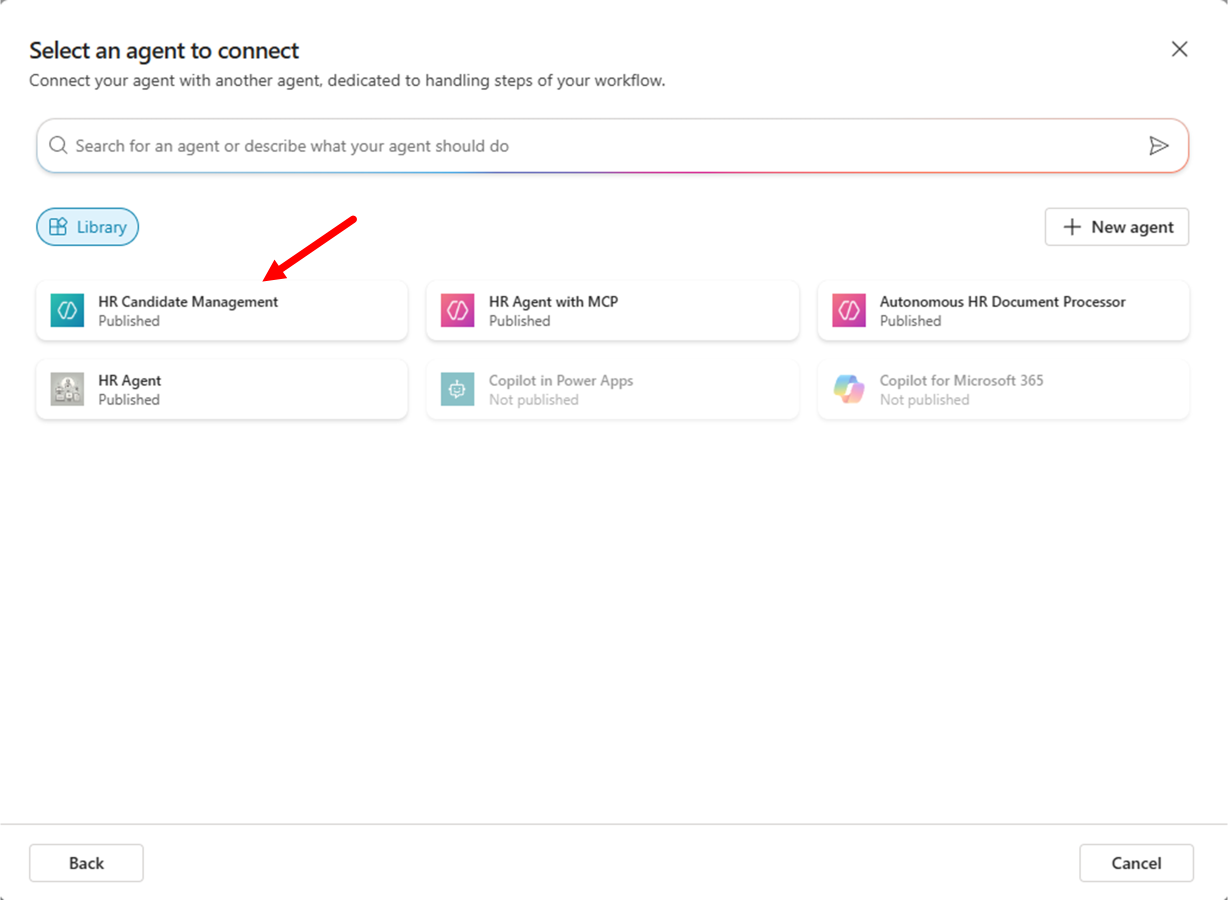 Select an agent to connect
Connect your agent with another agent, dedicated to handling steps of your workflow.
Search for an agent or describe what your agent should do
Library
New agent
HR Candidate Management
Published
HR Agent with MCP
Published
Autonomous HR Document Processor
Published
HR Agent
Published
Copilot in Power Apps
Not published
Copilot for Microsoft 365
Not published
Back
Cancel